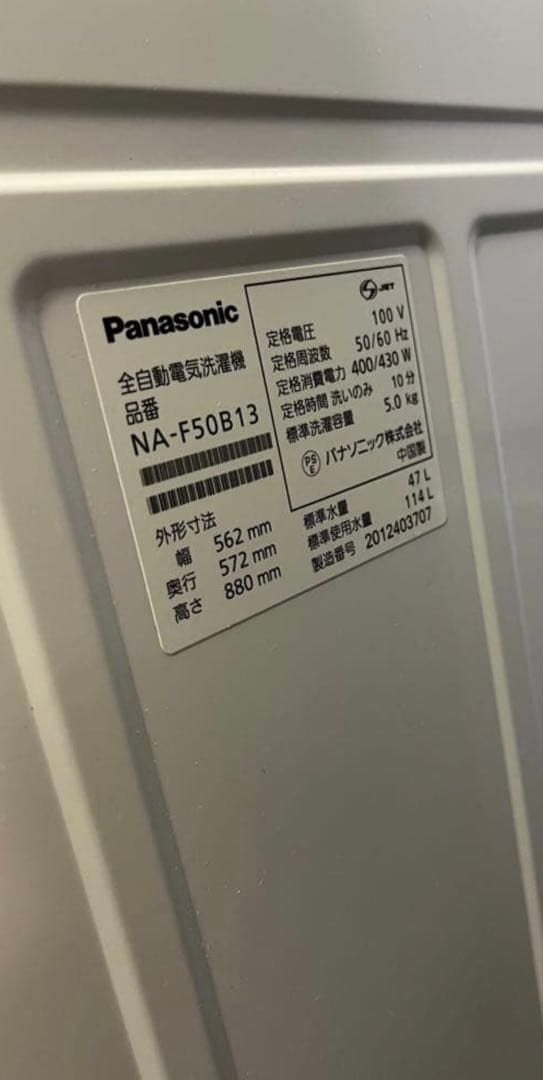 Panasonic
全自動電気洗濯機
品番
NA-F50B13
外形寸法
幅 562 mm
奥行 572 mm
高さ 880 mm
S JET
定格電圧 100 V
定格周波数 50/60 Hz
定格消費電力 400/430 W
定格時間 洗いのみ 10 分
標準洗濯容量 5.0 kg
PSE パナソニック株式会社
中国製
標準水量 47 L
標準使用水量 114 L
製造番号 2012403707